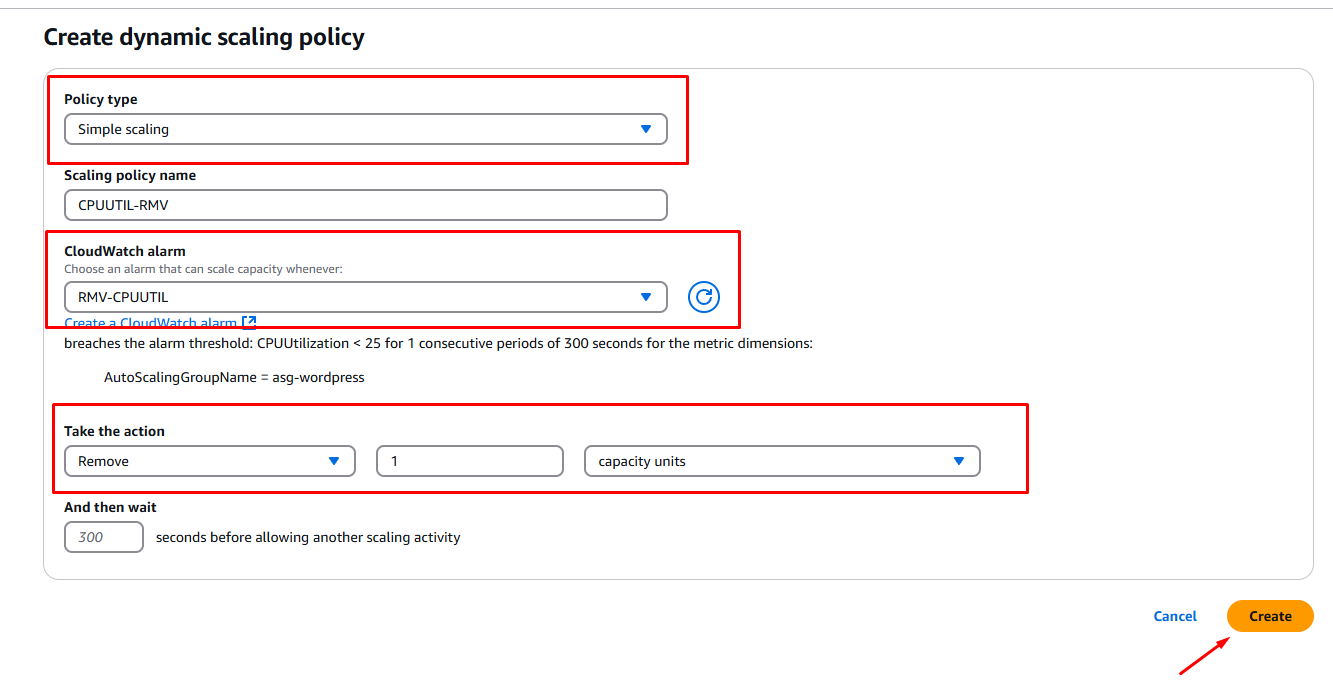 Create dynamic scaling policy
Policy type
Simple scaling
Scaling policy name
CPUUTIL-RMV
CloudWatch alarm
Choose an alarm that can scale capacity whenever:
RMV-CPUUTIL
Create a CloudWatch alarm
breaches the alarm threshold: CPUUtilization < 25 for 1 consecutive periods of 300 seconds for the metric dimensions:
AutoScalingGroupName = asg-wordpress
Take the action
Remove 1 capacity units
And then wait
300 seconds before allowing another scaling activity
Cancel Create